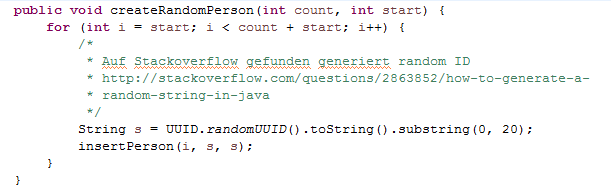 public void createRandomPerson(int count, int start) {
    for (int i = start; i < count + start; i++) {
        /*
         * Auf Stackoverflow gefunden generiert random ID
         * http://stackoverflow.com/questions/2863852/how-to-generate-a-
         * random-string-in-java
         */
        String s = UUID.randomUUID().toString().substring(0, 20);
        insertPerson(i, s, s);
    }
}